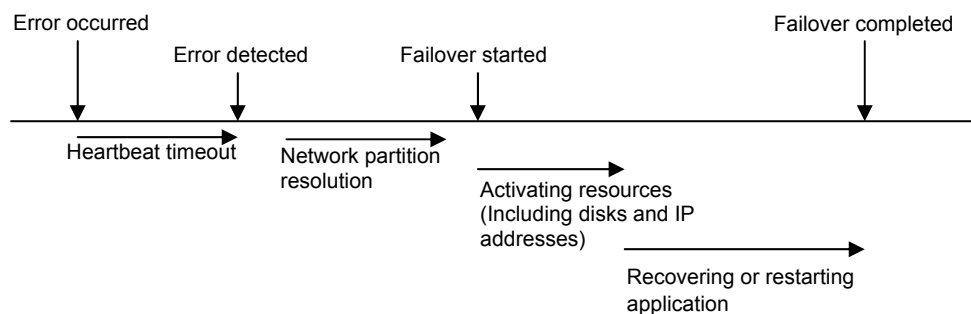 Error occurred
Failover completed
Error detected
Failover started
Heartbeat timeout
Network partition
resolution
Activating resources
(Including disks and IP
addresses)
Recovering or restarting
application